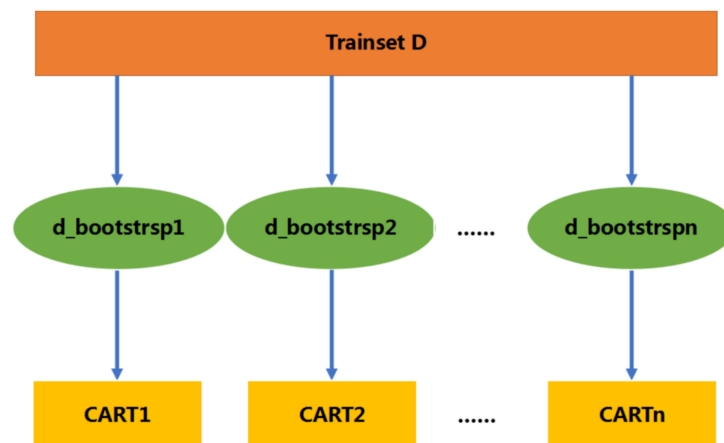 Trainset D
d_bootstrsp1 d_bootstrsp2 ...... d_bootstrspn
CART1 CART2 ...... CARTn